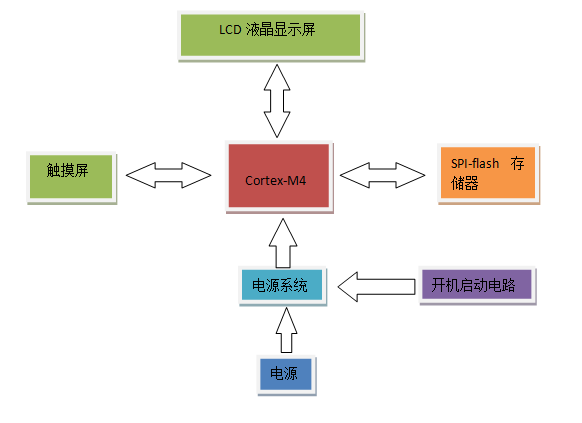 LCD 液晶显示屏
触摸屏
Cortex-M4
SPI-flash 存
储器
电源系统
开机启动电路
电源